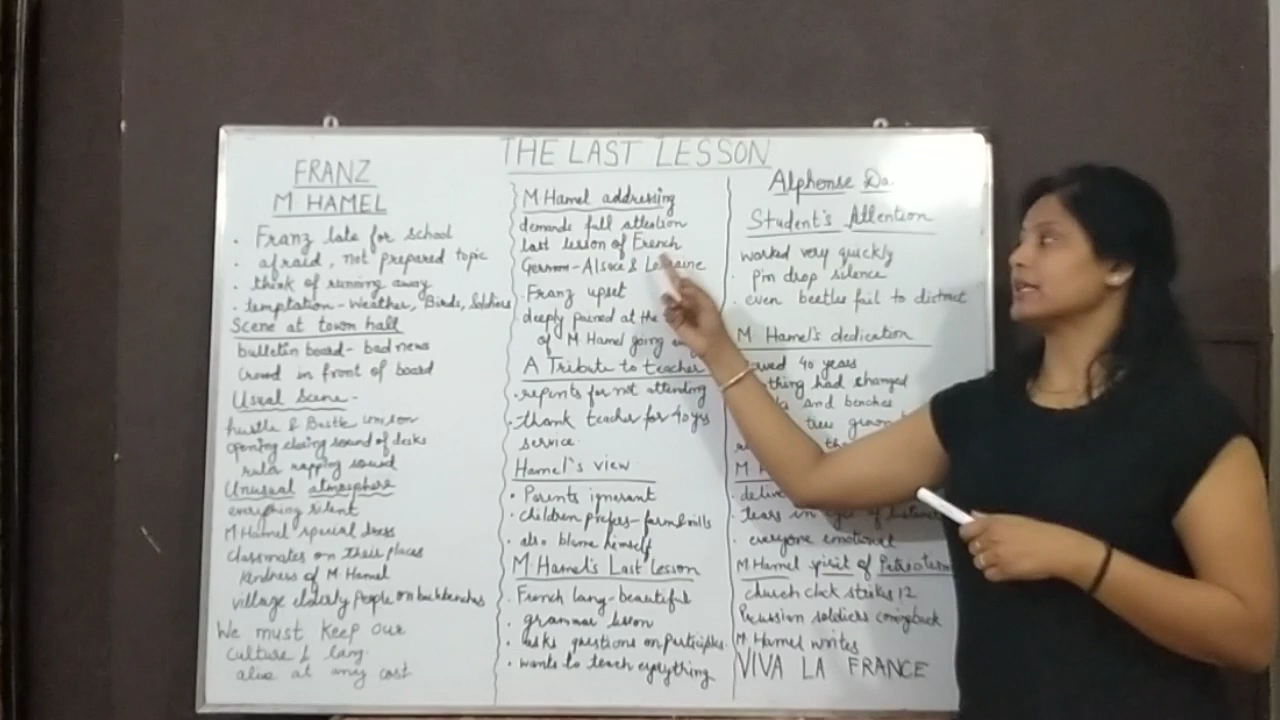 THE LAST LESSON
FRANZ
M HAMEL
. Franz late for school
. afraid, not prepared topic
. think of running away
. temptation - Weather, Birds, Soldiers
Scene at town hall
bulletin board - bad news
Crowd in front of board
Usual Scene -
hustle & Bustle unison
opening closing sound of desks
ruler rapping sound
Unusual atmosphere
everything silent
M Hamel special dress
classmates on their places
kindness of M Hamel
village elderly people on backbenches
We must keep our
culture & lang.
alive at any cost
M Hamel addressing
demands full attention
last lesson of French
German - Alsace & Lorraine
. Franz upset
deeply pained at the
of M Hamel going
A Tribute to teacher
. repents for not attending
. thank teacher for 40 yrs
service.
Hamel's view
. Parents ignorant
. children prefers - farm & mills
. also blame himself
M. Hamel's Last lesson
. French lang - beautiful
. grammar lesson
. asks questions on participles.
. wants to teach everything
Alphonse Da.
Student's Attention
worked very quickly
. Pin drop silence
. even beetles fail to distract
M Hamel's dedication
40 years
had changed
and benches
tree
M
. tears in
. everyone emotional
M. Hamel spirit of
church clock strikes 12
Prussian soldiers coming back
M. Hamel writes
VIVA LA FRANCE